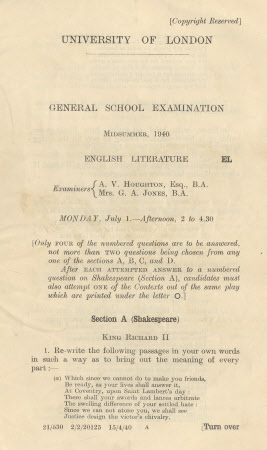 [Copyright Reserved]
UNIVERSITY OF LONDON
GENERAL SCHOOL EXAMINATION
MIDSUMMER, 1940
ENGLISH LITERATURE EL
Examiners { A. V. HOUGHTON, Esq., B.A.
Mrs. G. A. JONES, B.A.
MONDAY, July 1.—Afternoon, 2 to 4.30
[Only FOUR of the numbered questions are to be answered,
not more than TWO questions being chosen from any
one of the sections A, B, C, and D.
After EACH ATTEMPTED ANSWER to a numbered
question on Shakespeare (Section A), candidates must
also attempt ONE of the Contexts out of the same play
which are printed under the letter O.]
Section A (Shakespeare)
KING RICHARD II
1. Re-write the following passages in your own words
in such a way as to bring out the meaning of every
part:—
(a) Which since we cannot do to make you friends,
Be ready, as your lives shall answer it,
At Coventry, upon Saint Lambert's day:
There shall your swords and lances arbitrate
The swelling difference of your settled hate:
Since we can not atone you, we shall see
Justice design the victor's chivalry.
21/530 2/2/20125 15/4/40 A [Turn over